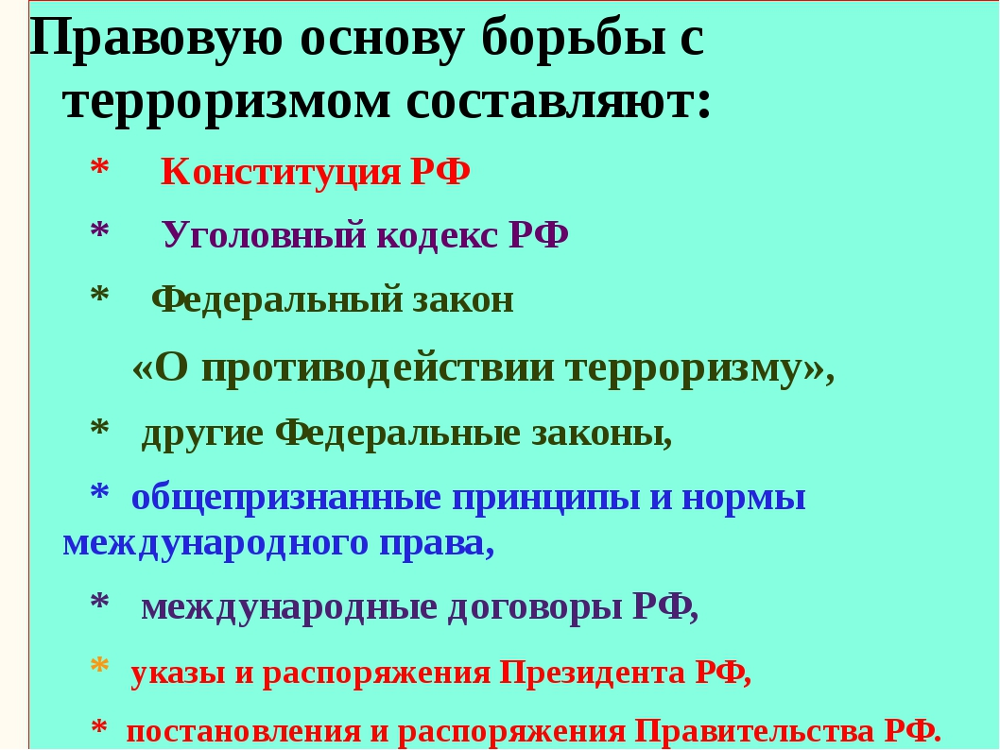 Правовую основу борьбы с
терроризмом составляют:
* Конституция РФ
* Уголовный кодекс РФ
* Федеральный закон
«О противодействии терроризму»,
* другие Федеральные законы,
* общепризнанные принципы и нормы
международного права,
* международные договоры РФ,
* указы и распоряжения Президента РФ,
* постановления и распоряжения Правительства РФ.